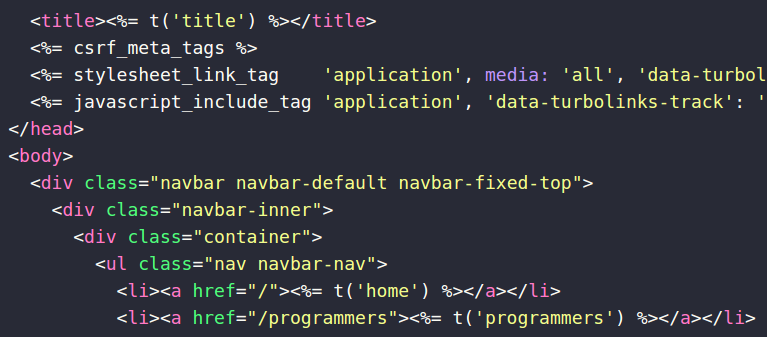 <title><%= t('title') %></title>
<%= csrf_meta_tags %>
<%= stylesheet_link_tag    'application', media: 'all', 'data-turbol
<%= javascript_include_tag 'application', 'data-turbolinks-track': '
</head>
<body>
<div class="navbar navbar-default navbar-fixed-top">
<div class="navbar-inner">
<div class="container">
<ul class="nav navbar-nav">
<li><a href="/"><%= t('home') %></a></li>
<li><a href="/programmers"><%= t('programmers') %></a></li>